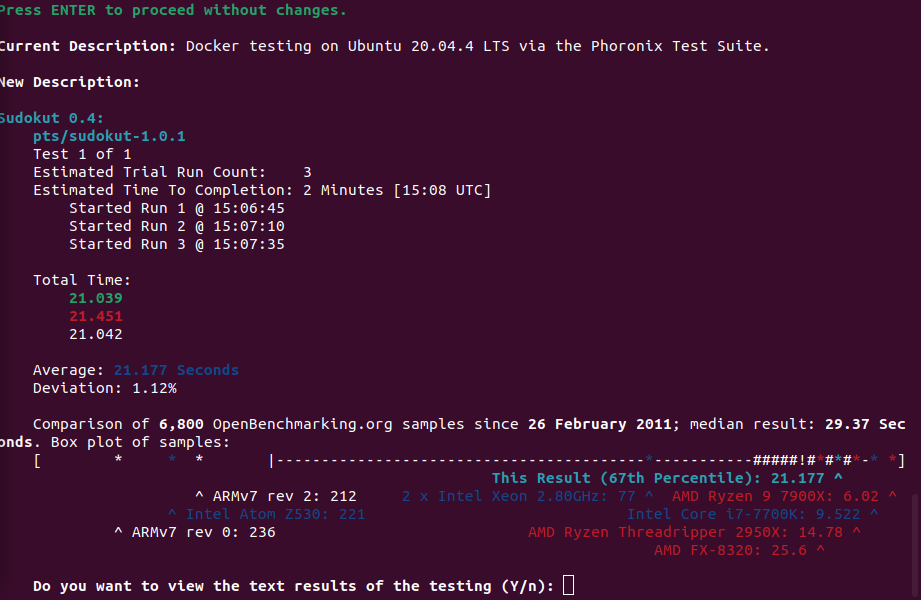 Press ENTER to proceed without changes.
Current Description: Docker testing on Ubuntu 20.04.4 LTS via the Phoronix Test Suite.
New Description:
Sudokut 0.4:
pts/sudokut-1.0.1
Test 1 of 1
Estimated Trial Run Count:    3
Estimated Time To Completion: 2 Minutes [15:08 UTC]
Started Run 1 @ 15:06:45
Started Run 2 @ 15:07:10
Started Run 3 @ 15:07:35
Total Time:
21.039
21.451
21.042
Average: 21.177 Seconds
Deviation: 1.12%
Comparison of 6,800 OpenBenchmarking.org samples since 26 February 2011; median result: 29.37 Sec
onds. Box plot of samples:
[        *     *  *       |-----------------------------------------*-----------#####!#*#*#*-* *]
This Result (67th Percentile): 21.177 ^
^ ARMv7 rev 2: 212     2 x Intel Xeon 2.80GHz: 77 ^  AMD Ryzen 9 7900X: 6.02 ^
^ Intel Atom Z530: 221                             Intel Core i7-7700K: 9.522 ^
^ ARMv7 rev 0: 236                            AMD Ryzen Threadripper 2950X: 14.78 ^
AMD FX-8320: 25.6 ^
Do you want to view the text results of the testing (Y/n):